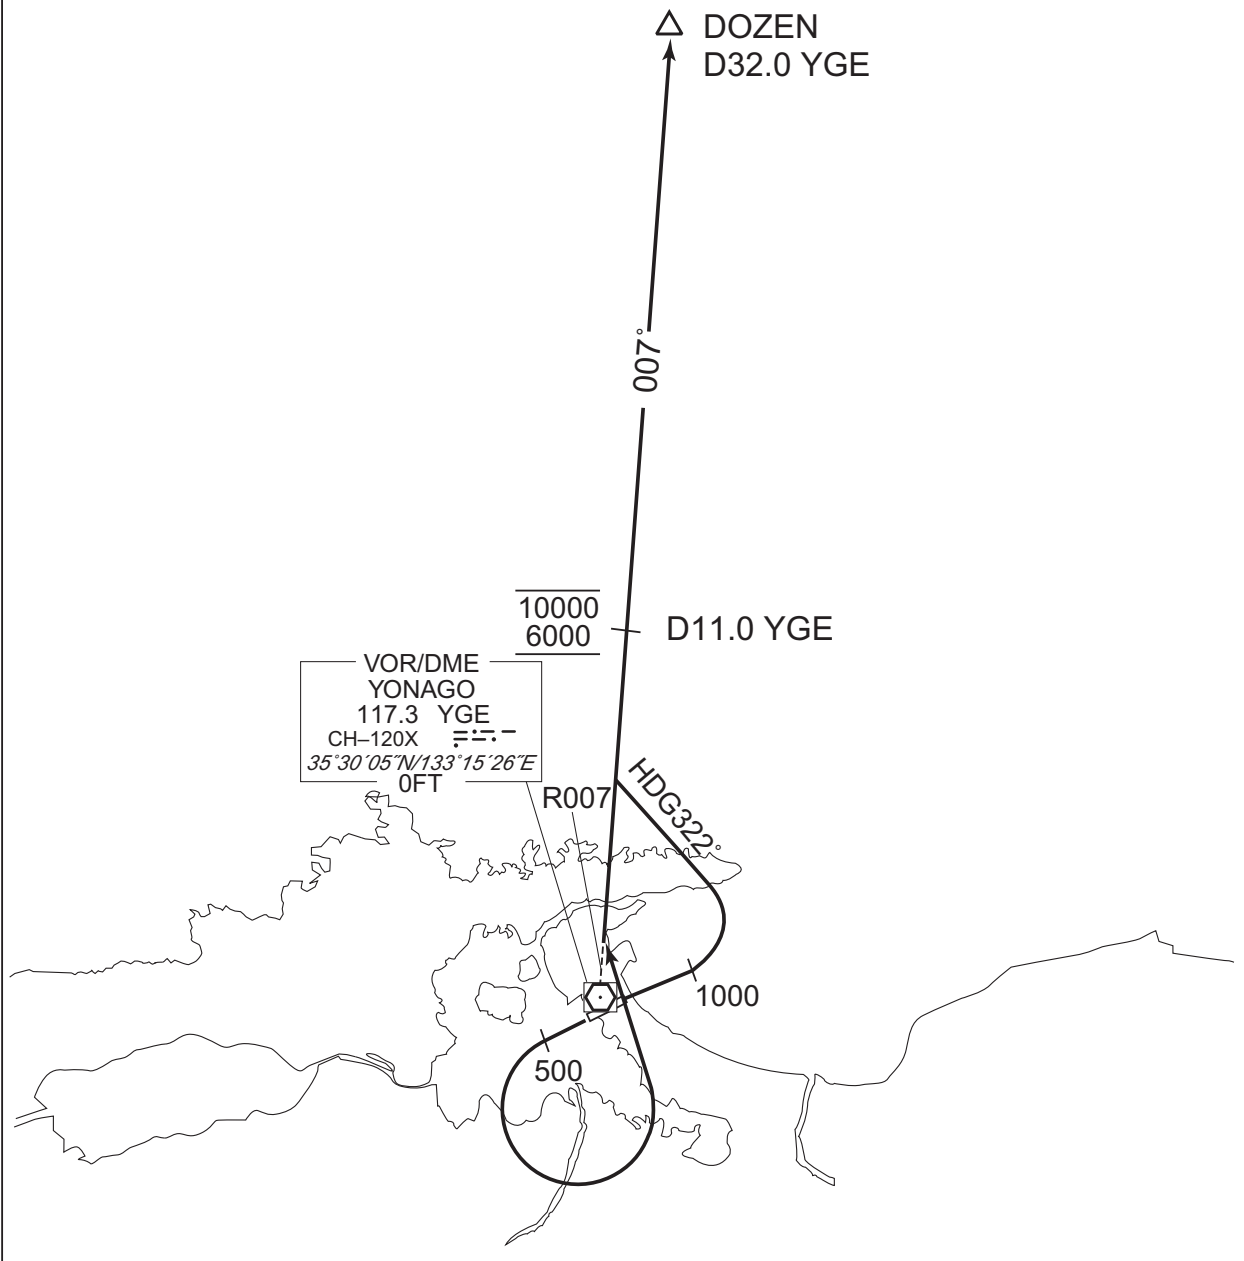 DOZEN
D32.0 YGE
007°
10000
6000
D11.0 YGE
VOR/DME
YONAGO
117.3 YGE
CH–120X
35°30′05″N/133°15′26″E
0FT
R007
HDG322°
1000
500